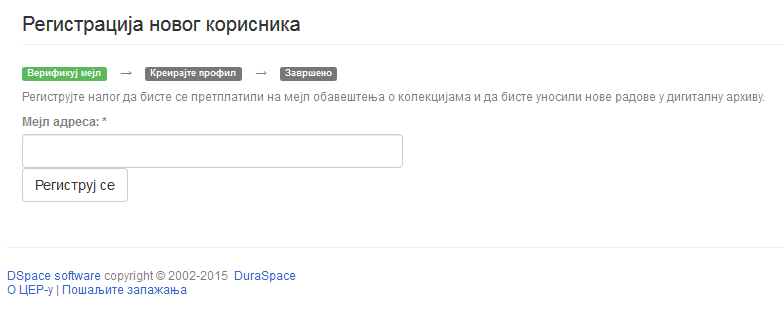 Регистрација новог корисника
Верификуј мејл → Креирајте профил → Завршено
Региструјте налог да бисте се претплатили на мејл обавештења о колекцијама и да бисте уносили нове радове у дигиталну архиву.
Мејл адреса: *
Региструј се
DSpace software copyright © 2002-2015 DuraSpace
О ЦЕР-у | Пошаљите запажања